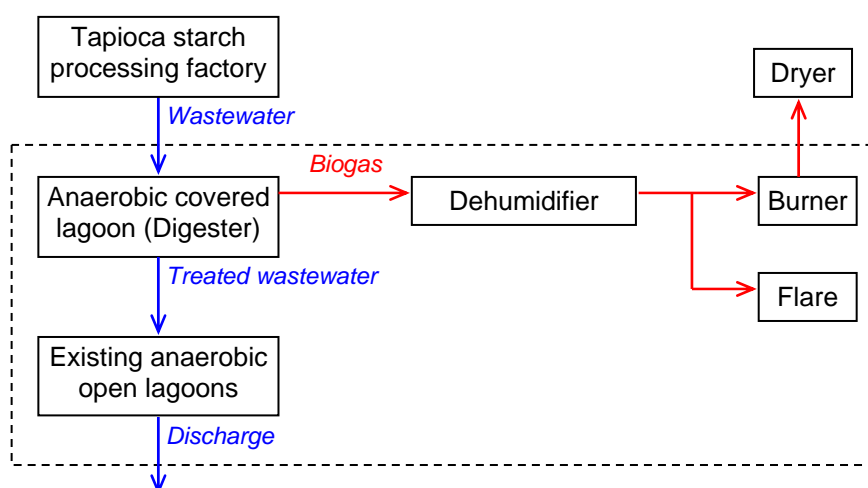 Tapioca starch
processing factory
Dryer
Wastewater
Biogas
Anaerobic covered
lagoon (Digester)
Dehumidifier
Burner
Treated wastewater
Flare
Existing anaerobic
open lagoons
Discharge